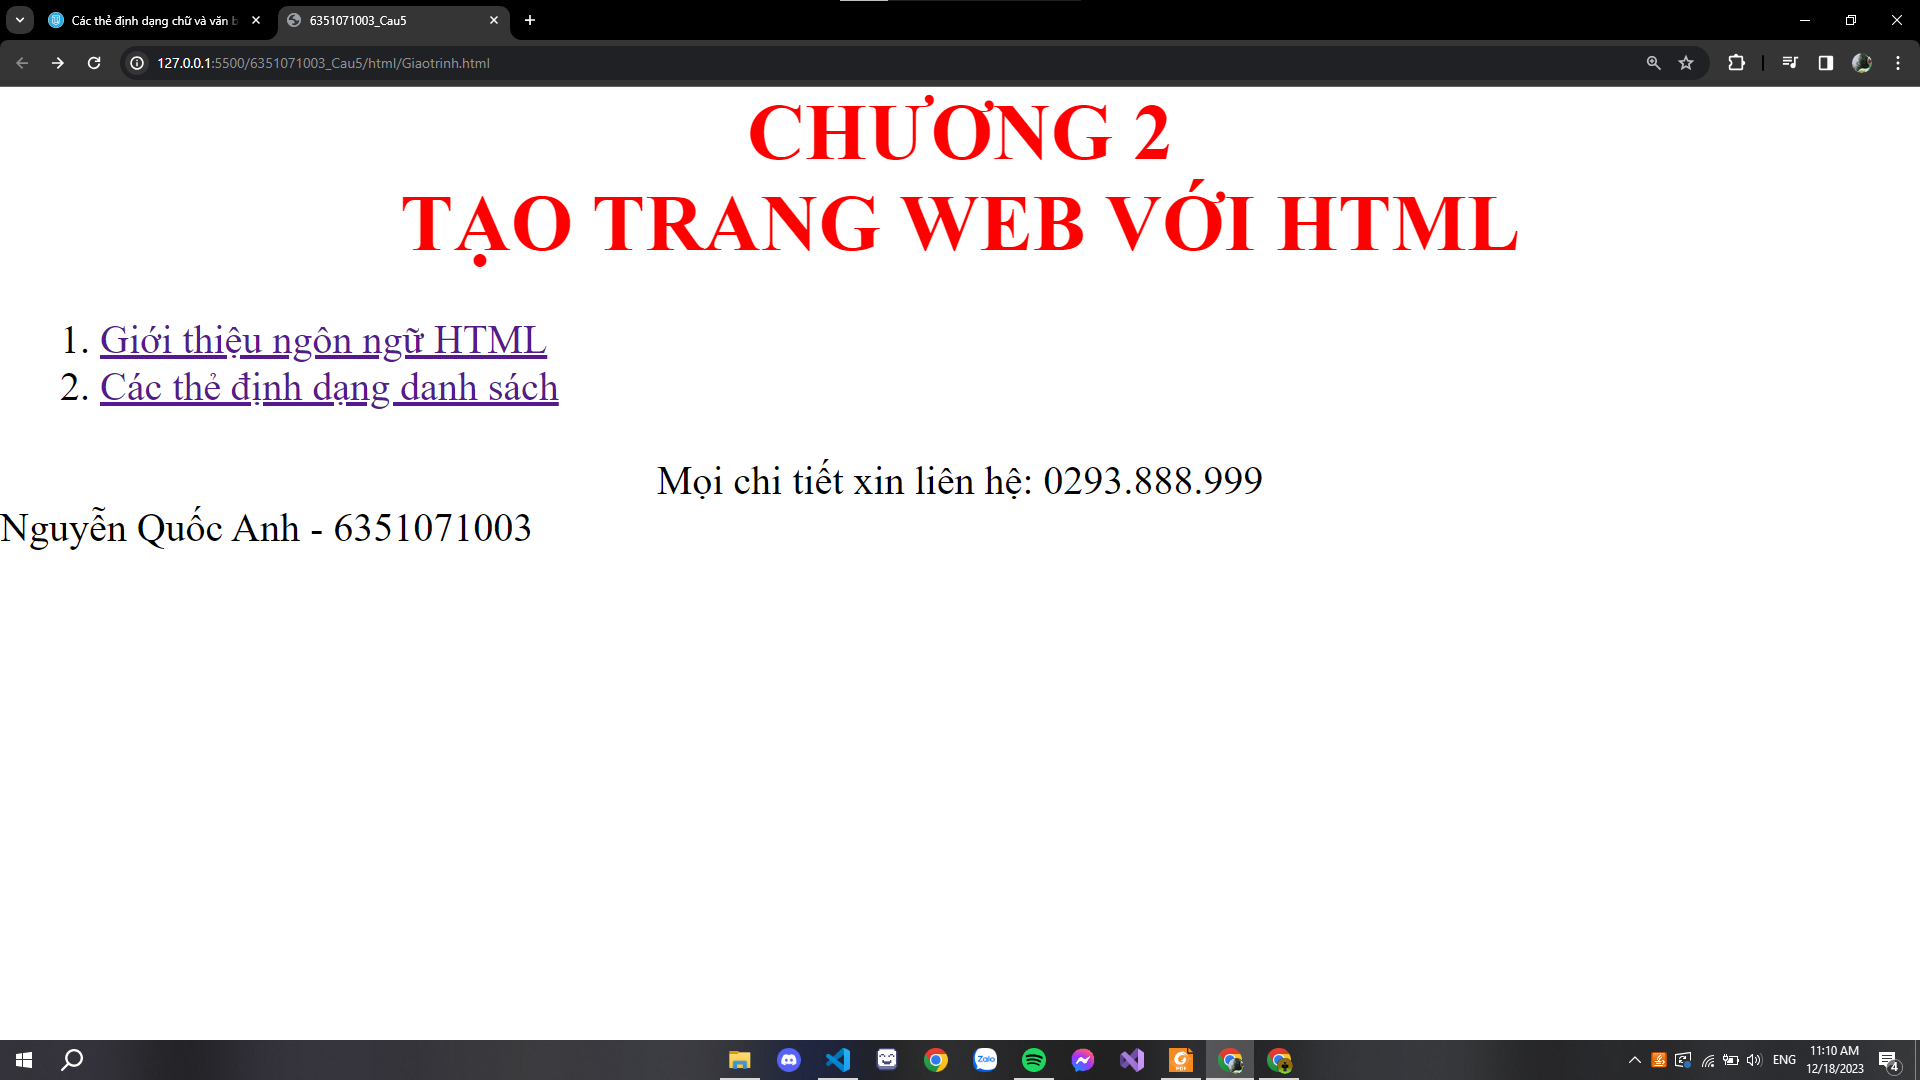 Các thẻ định dạng chữ và văn b
6351071003_Cau5
127.0.0.1:5500/6351071003_Cau5/html/Giaotrinh.html
CHƯƠNG 2
TẠO TRANG WEB VỚI HTML
1. Giới thiệu ngôn ngữ HTML
2. Các thẻ định dạng danh sách
Mọi chi tiết xin liên hệ: 0293.888.999
Nguyễn Quốc Anh - 6351071003
Zalo
PDF
ENG
11:10 AM
12/18/2023
4